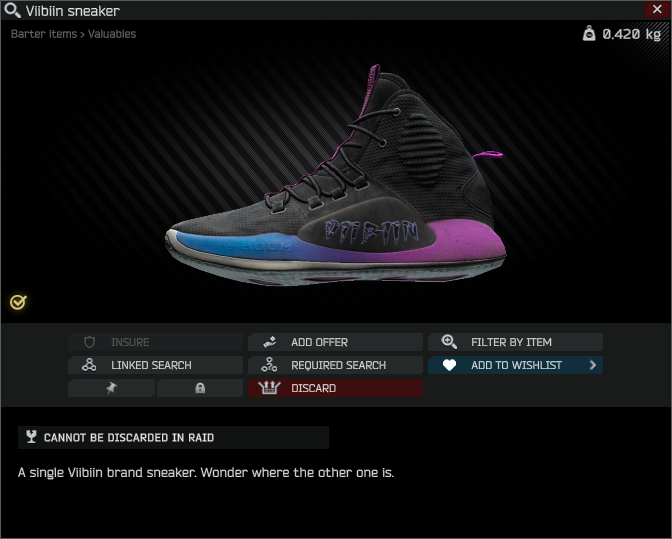 Viibiin sneaker
Barter items > Valuables
0.420 kg
VIIBIIN
INSURE
ADD OFFER
FILTER BY ITEM
LINKED SEARCH
REQUIRED SEARCH
ADD TO WISHLIST
DISCARD
CANNOT BE DISCARDED IN RAID
A single Viibiin brand sneaker. Wonder where the other one is.